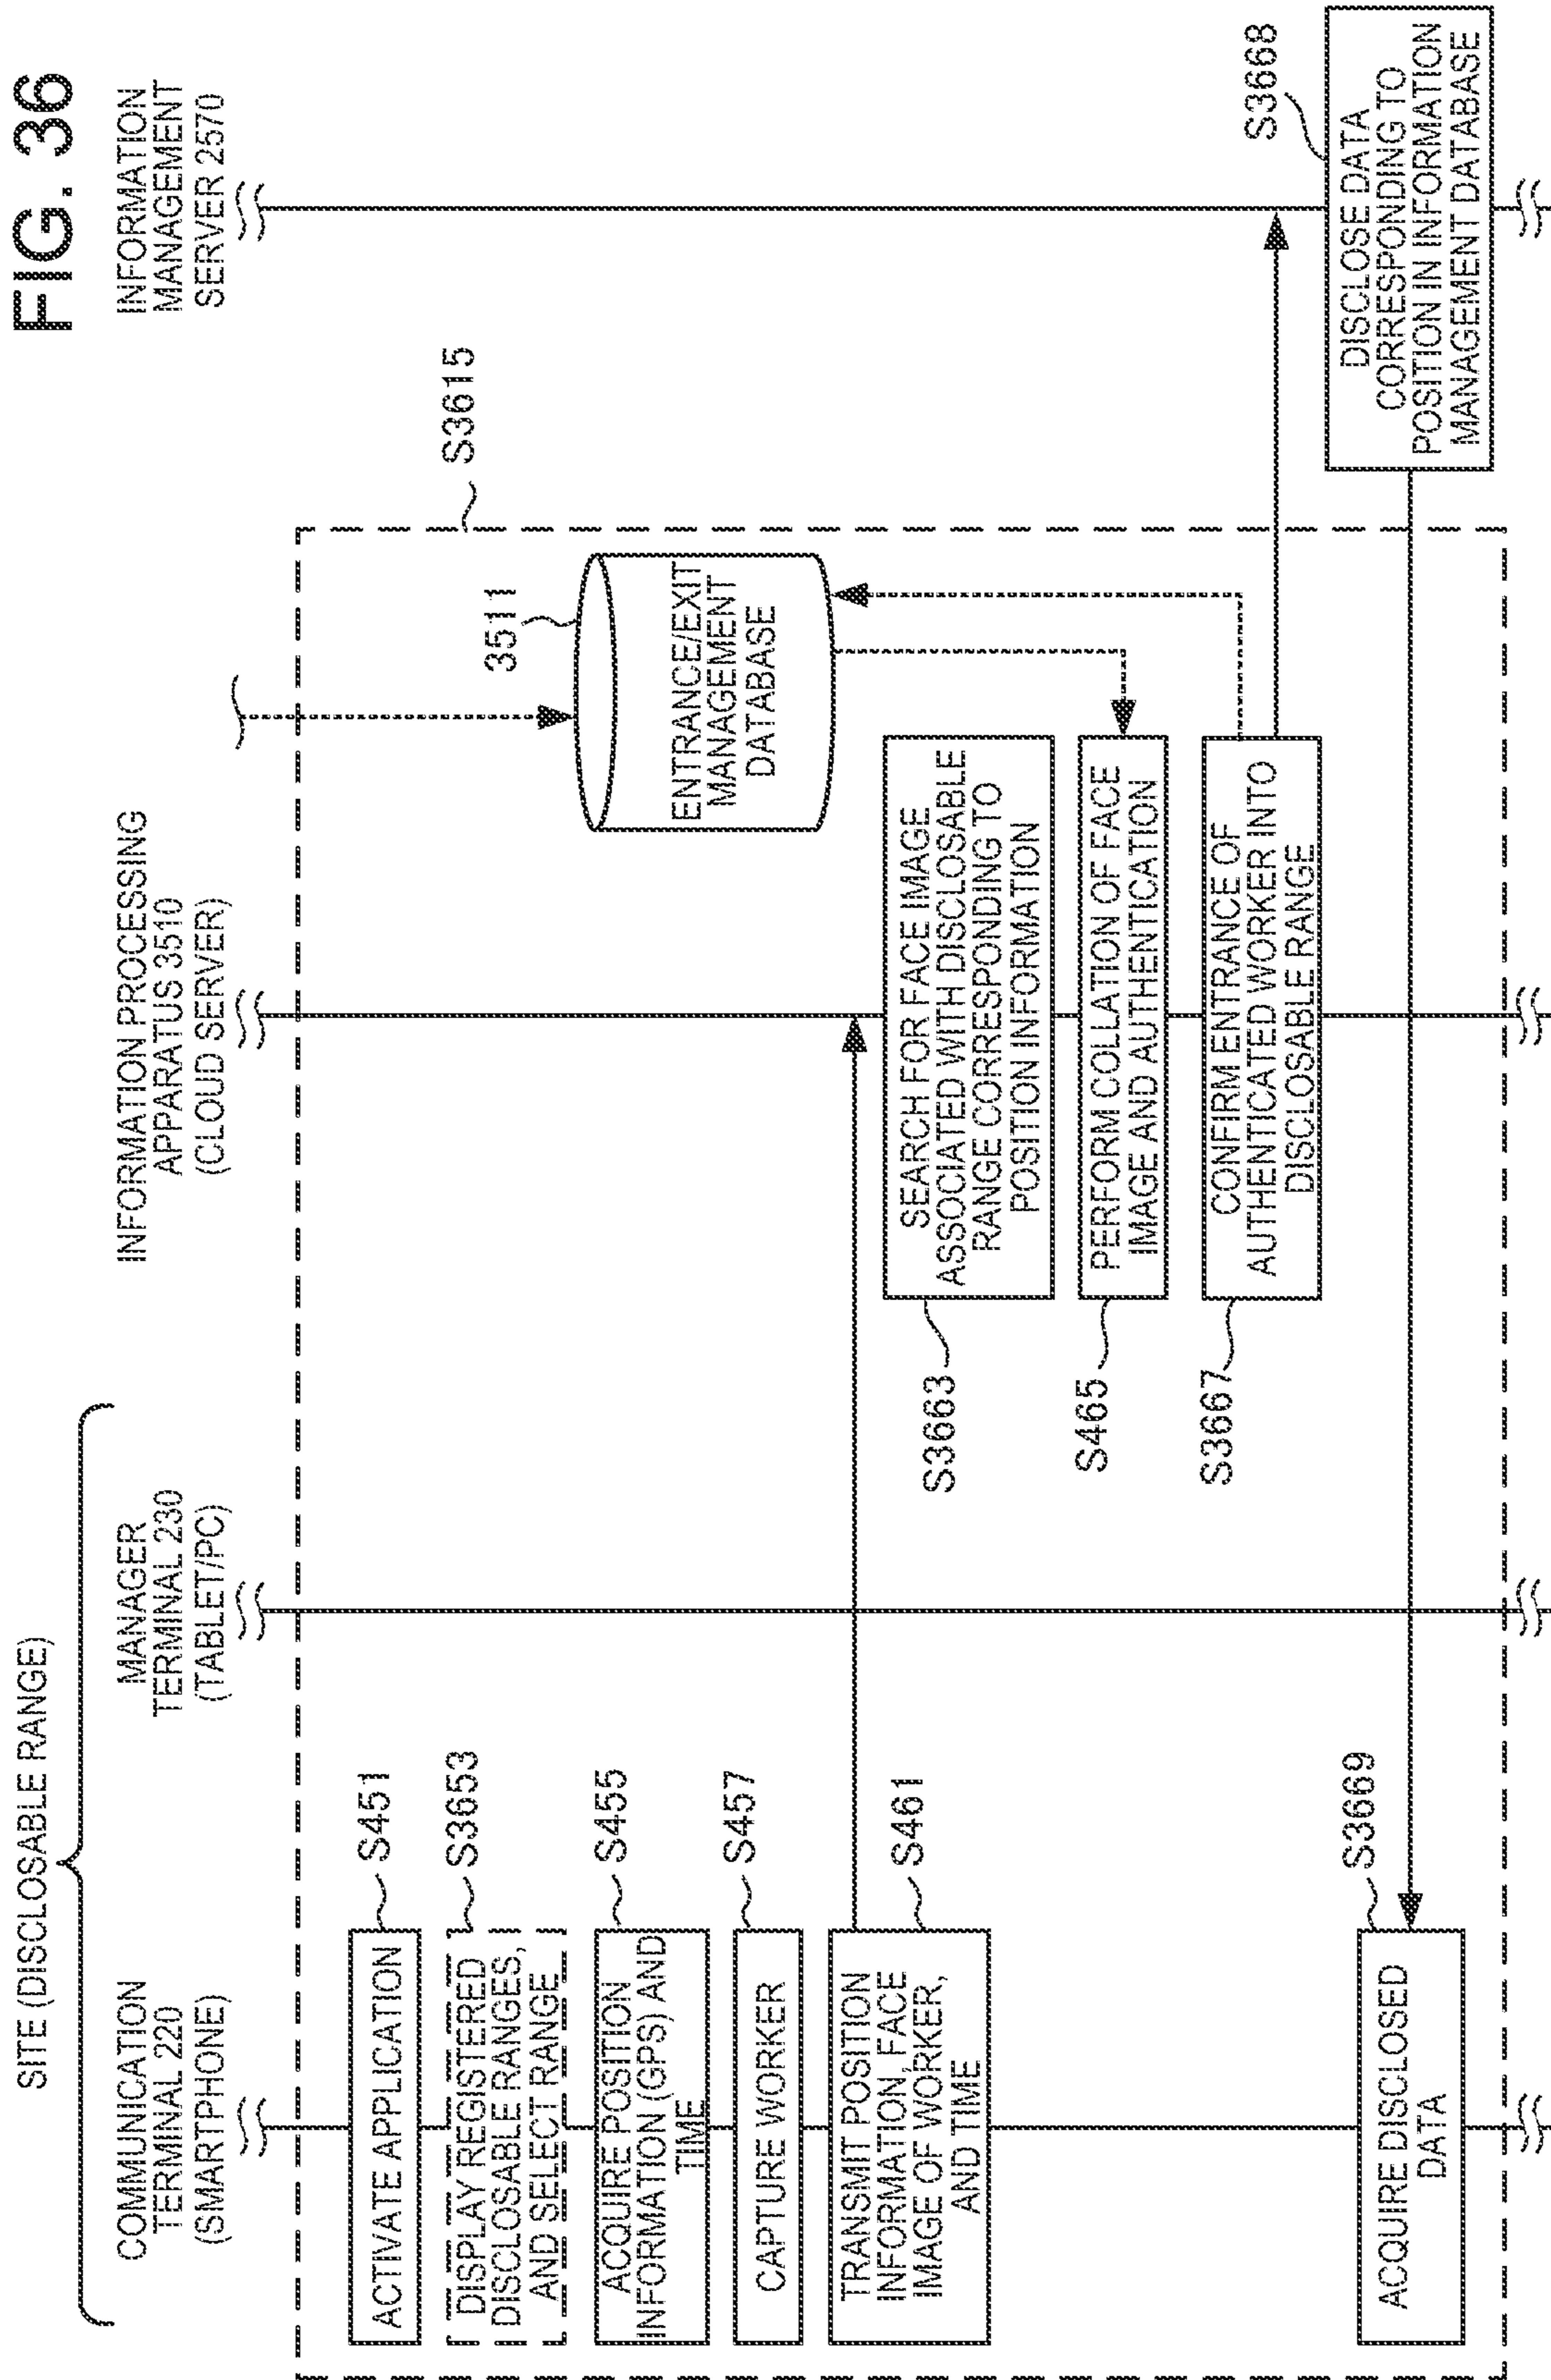 FIG. 36
SITE (DISCLOSABLE RANGE)
COMMUNICATION
TERMINAL 220
(SMARTPHONE)
MANAGER
TERMINAL 230
(TABLET/PC)
INFORMATION PROCESSING
APPARATUS 3510
(CLOUD SERVER)
INFORMATION
MANAGEMENT
SERVER 2570
S3615
ACTIVATE APPLICATION
S451
DISPLAY REGISTERED
DISCLOSABLE RANGES,
AND SELECT RANGE
S3653
3511
ENTRANCE/EXIT
MANAGEMENT
DATABASE
ACQUIRE POSITION
INFORMATION (GPS) AND
TIME
S455
CAPTURE WORKER
S457
TRANSMIT POSITION
INFORMATION, FACE
IMAGE OF WORKER,
AND TIME
S461
SEARCH FOR FACE IMAGE
ASSOCIATED WITH DISCLOSABLE
RANGE CORRESPONDING TO
POSITION INFORMATION
S3663
PERFORM COLLATION OF FACE
IMAGE AND AUTHENTICATION
S465
CONFIRM ENTRANCE OF
AUTHENTICATED WORKER INTO
DISCLOSABLE RANGE
S3667
S3668
DISCLOSE DATA
CORRESPONDING TO
POSITION IN INFORMATION
MANAGEMENT DATABASE
ACQUIRE DISCLOSED
DATA
S3669